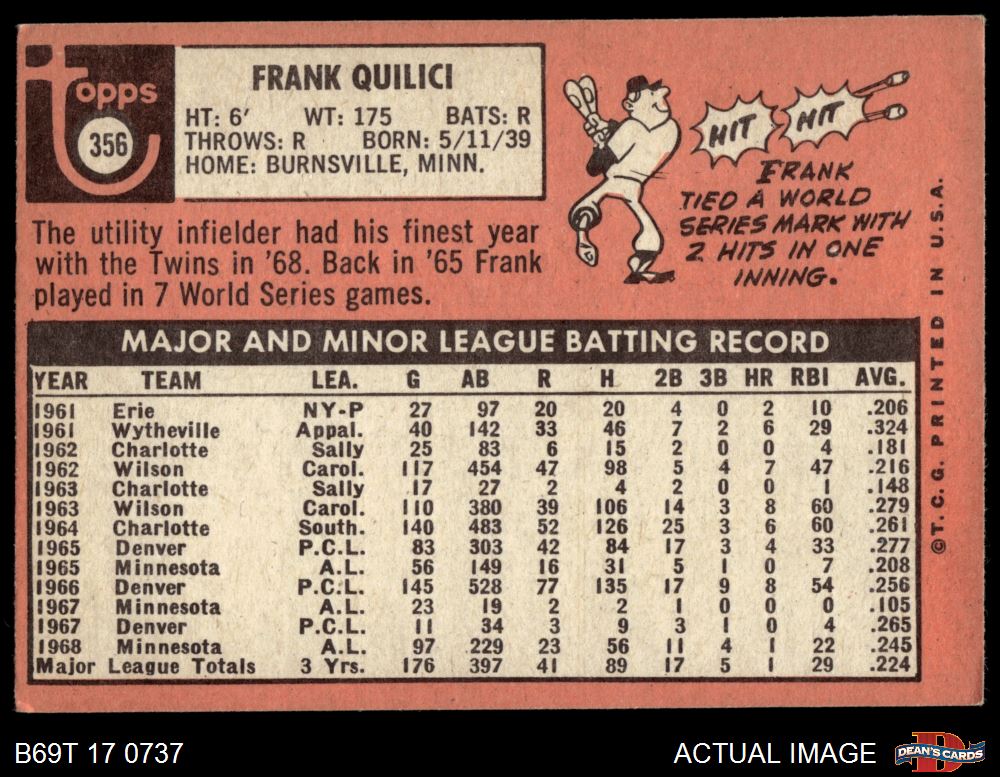 Topps
356
FRANK QUILICI
HT: 6' WT: 175 BATS: R
THROWS: R BORN: 5/11/39
HOME: BURNSVILLE, MINN.
The utility infielder had his finest year
with the Twins in '68. Back in '65 Frank
played in 7 World Series games.
HIT HIT
FRANK
TIED A WORLD
SERIES MARK WITH
2 HITS IN ONE
INNING.
MAJOR AND MINOR LEAGUE BATTING RECORD
YEAR TEAM LEA. G AB R H 2B 3B HR RBI AVG.
1961 Erie NY-P 27 97 20 20 4 0 2 10 .206
1961 Wytheville Appal. 40 142 33 46 7 2 6 29 .324
1962 Charlotte Sally 25 83 6 15 2 0 0 4 .181
1962 Wilson Carol. 117 454 47 98 5 4 7 47 .216
1963 Charlotte Sally 17 27 2 4 2 0 0 1 .148
1963 Wilson Carol. 110 380 39 106 14 3 8 60 .279
1964 Charlotte South. 140 483 52 126 25 3 6 60 .261
1965 Denver P.C.L. 83 303 42 84 17 3 4 33 .277
1965 Minnesota A.L. 56 149 16 31 5 1 0 7 .208
1966 Denver P.C.L. 145 528 77 135 17 9 8 54 .256
1967 Minnesota A.L. 23 19 2 2 1 0 0 0 .105
1967 Denver P.C.L. 11 34 3 9 3 1 0 4 .265
1968 Minnesota A.L. 97 229 23 56 11 4 1 22 .245
Major League Totals 3 Yrs. 176 397 41 89 17 5 1 29 .224
©T.C.G. PRINTED IN U.S.A.
B69T 17 0737
ACTUAL IMAGE
D
DEAN'S CARDS